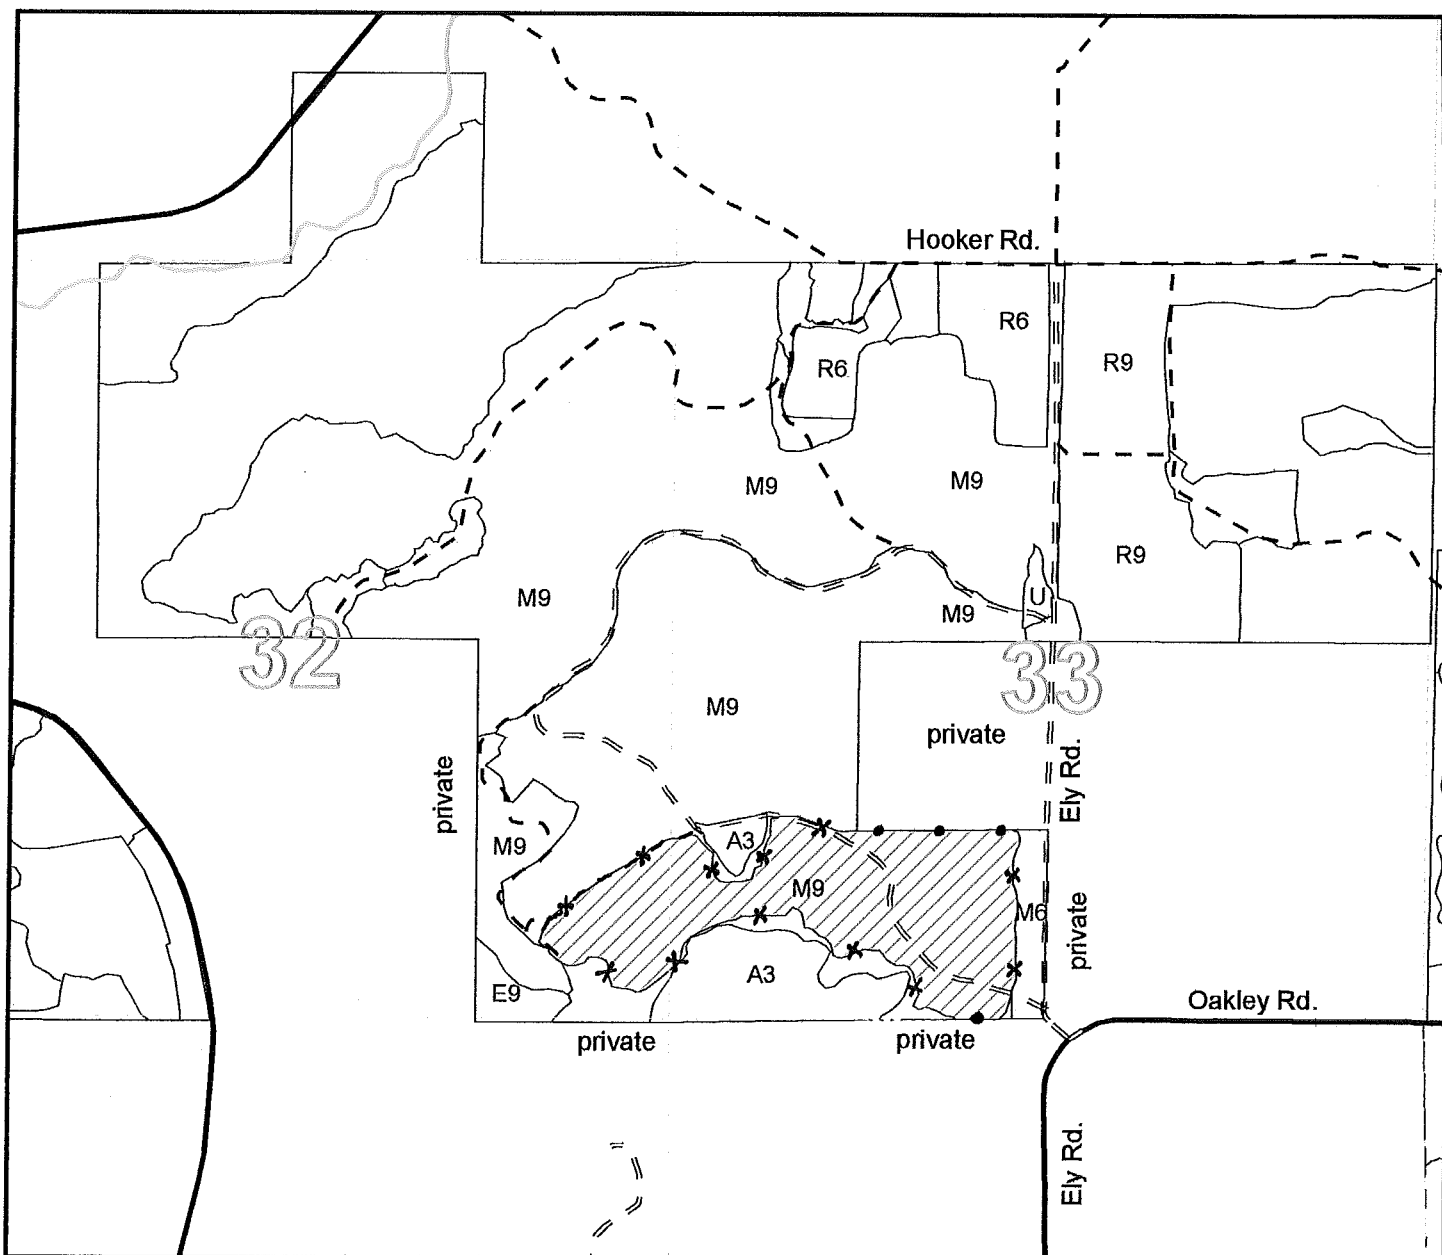 Hooker Rd.
R6
R9
R6
M9
M9
R9
M9
M9
U
32
33
M9
private
private
Ely Rd.
A3
M9
M9
M6
private
A3
E9
Oakley Rd.
private
private
Ely Rd.